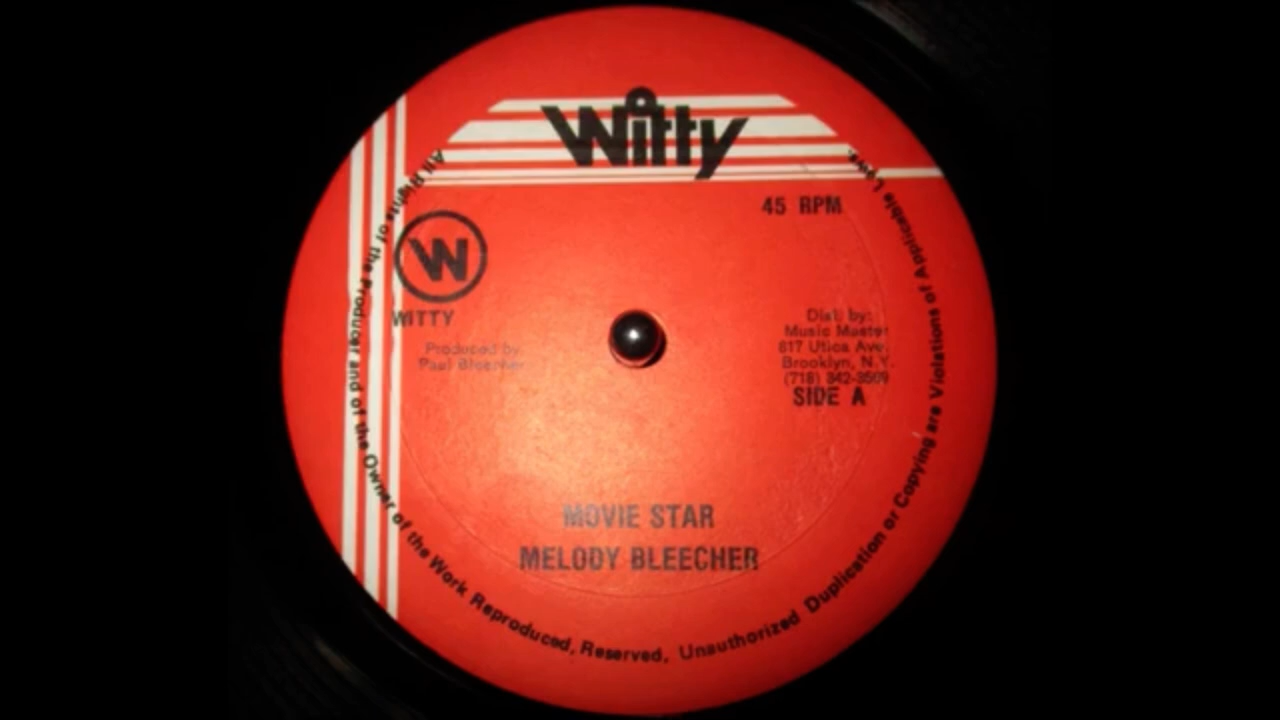 Witty
45 RPM
W
WITTY
Produced by
Paul Bleecher
Dist. by:
Music Master
617 Utica Ave.
Brooklyn, N.Y.
(718) 342-3509
SIDE A
MOVIE STAR
MELODY BLEECHER
All Rights of the Producer and of the Owner of the Work Reproduced, Reserved, Unauthorized Duplication or Copying are Violations of Applicable Laws.